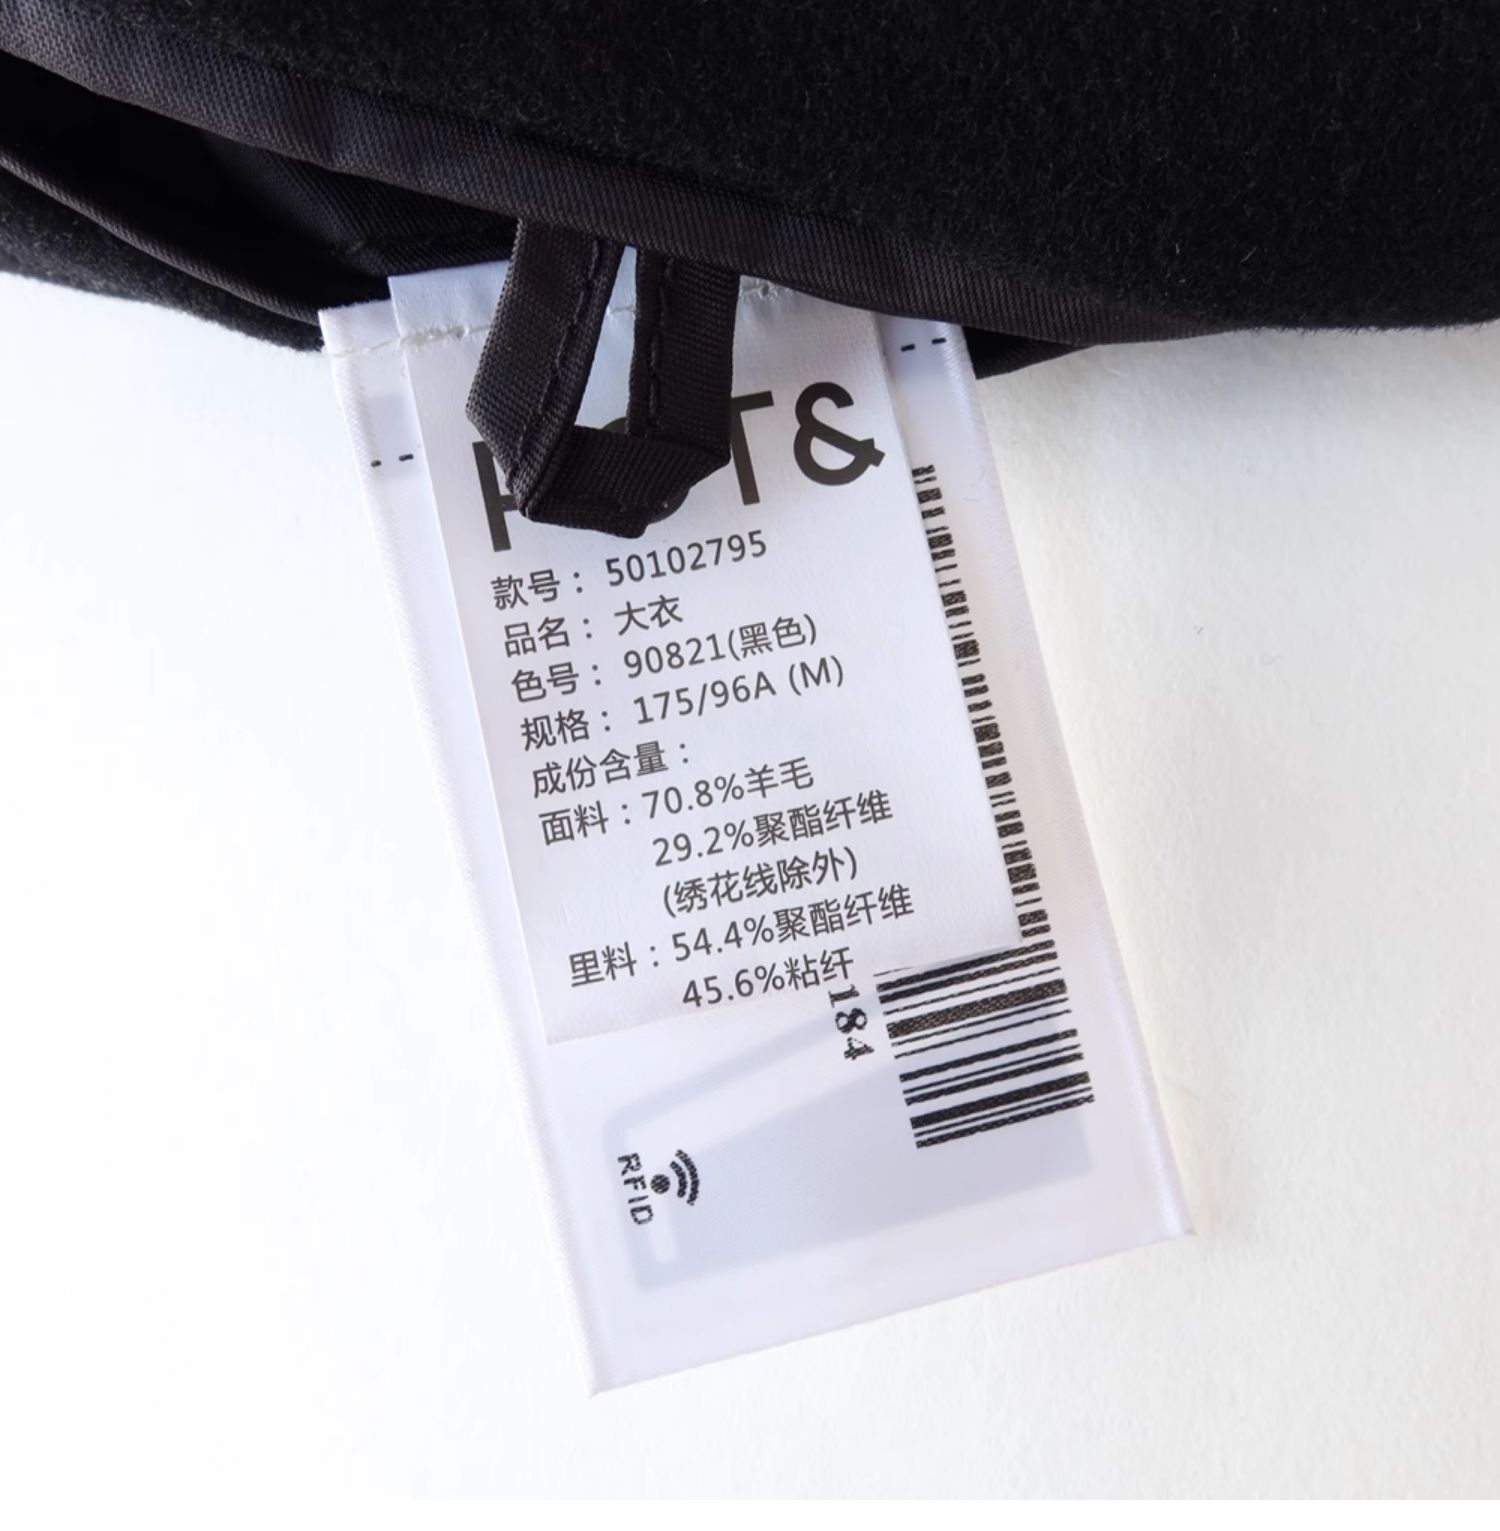 T&
款号： 50102795
品名： 大衣
色号： 90821(黑色)
规格： 175/96A (M)
成份含量：
面料：70.8%羊毛
29.2%聚酯纤维
(绣花线除外)
里料：54.4%聚酯纤维
45.6%粘纤
184
RFID